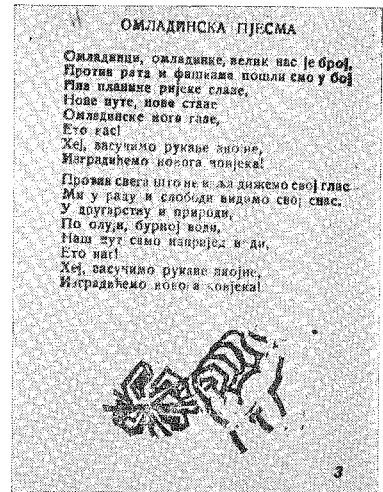 ОМЛАДИНСКА ПЈЕСМА
Омладинци, омладинке, велик нас је број,
Против рата и фашизма пошли смо у бој
планине ријеке славе,
Нове путе, нове ставе
Омладинске ноге газе,
Ето нас!
Хеј, засучимо рукаве знојне,
Изградићемо новога човјека!
Против свега што не ваља дижемо свој глас
Ми у раду и слободи видимо свој спас,
У другарству и природи,
По олуји, бурној води,
Наш пут само напријед води,
Ето нас!
Хеј, засучимо рукаве знојне,
Изградићемо новога човјека!
3